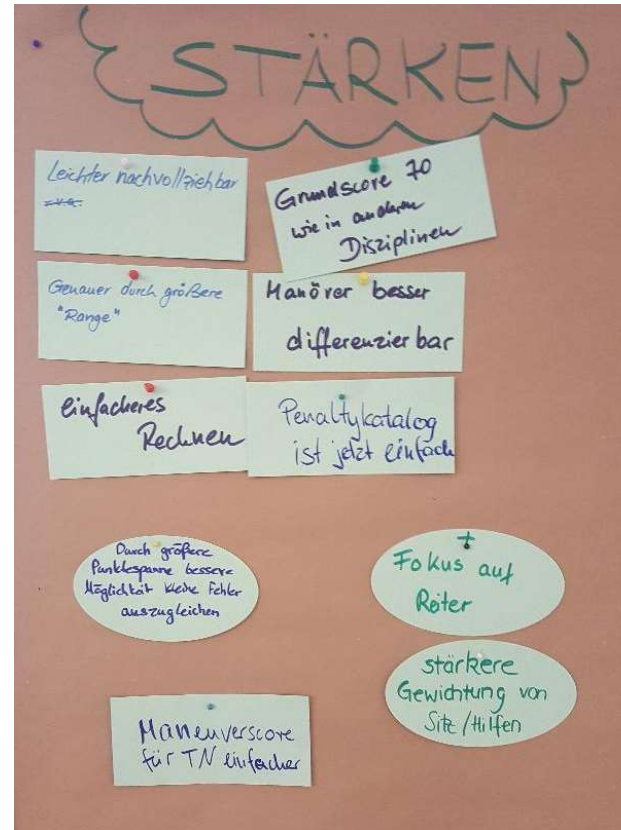 STÄRKEN
Leichter nachvollziehbar
Grundscore 70
wie in anderen
Disziplinen
Genauer durch größere
"Range"
Manöver besser
differenzierbar
einfacheres
Rechnen
Penaltykatalog
ist jetzt einfach
Durch größere
Punktespanne bessere
Möglichkeit kleine Fehler
auszugleichen
+
Fokus auf
Reiter
stärkere
Gewichtung von
Sitz/Hilfen
Maneuverscore
für TN einfacher